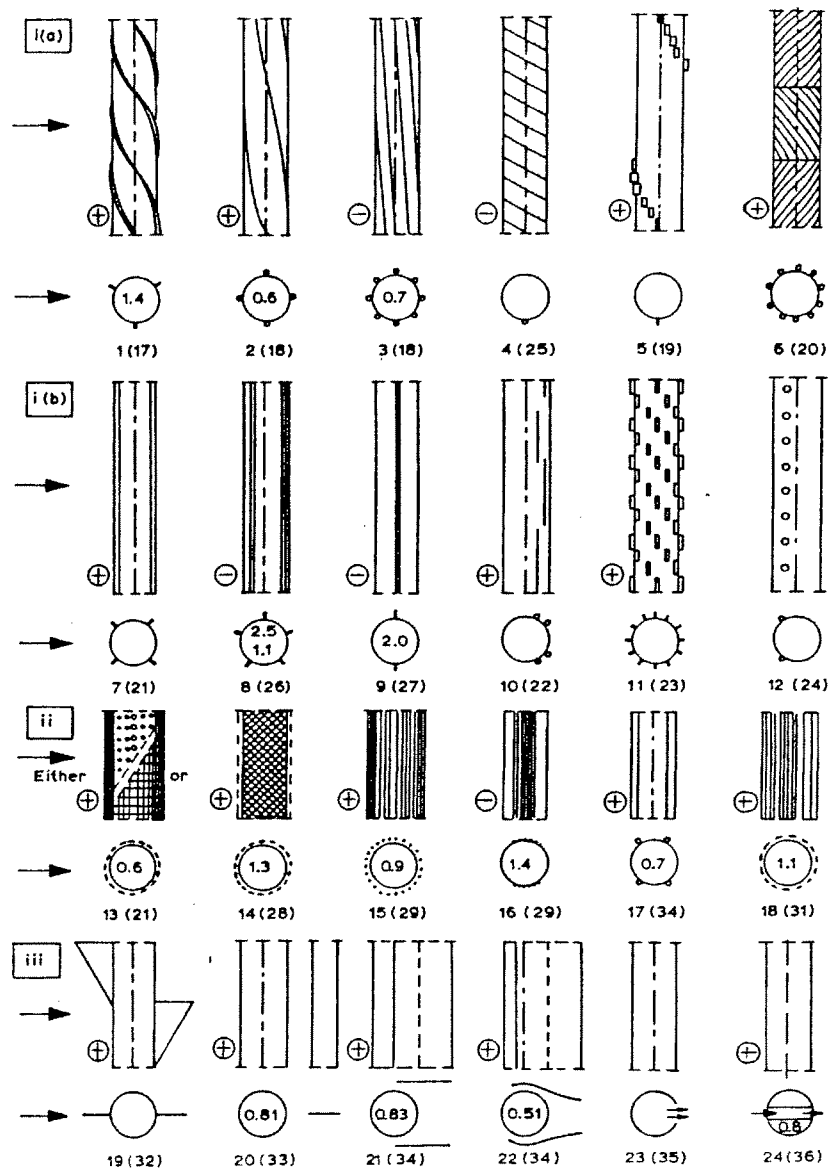 i(a)
⊕ ⊕ ⊖ ⊖ ⊕ ⊕
1.4 0.6 0.7
1 (17) 2 (18) 3 (18) 4 (25) 5 (19) 6 (20)
i(b)
⊕ ⊖ ⊖ ⊕ ⊕
2.5
1.1 2.0
7 (21) 8 (26) 9 (27) 10 (22) 11 (23) 12 (24)
ii
Either or
⊕ ⊕ ⊕ ⊖ ⊕ ⊕
0.6 1.3 0.9 1.4 0.7 1.1
13 (21) 14 (28) 15 (29) 16 (29) 17 (34) 18 (31)
iii
⊕ ⊕ ⊕ ⊕ ⊕
0.81 0.83 0.51 0.8
19 (32) 20 (33) 21 (34) 22 (34) 23 (35) 24 (36)